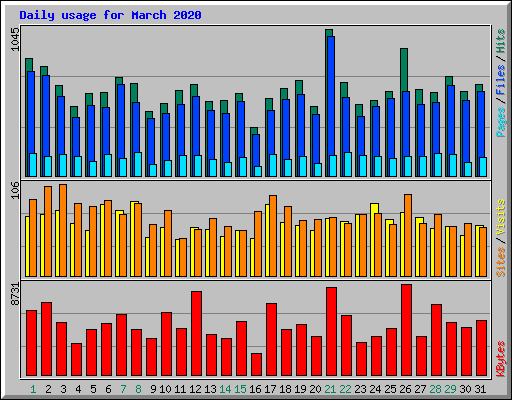 Daily usage for March 2020
1045
Pages / Files / Hits
106
Sites / Visits
8731
KBytes
1 2 3 4 5 6 7 8 9 10 11 12 13 14 15 16 17 18 19 20 21 22 23 24 25 26 27 28 29 30 31